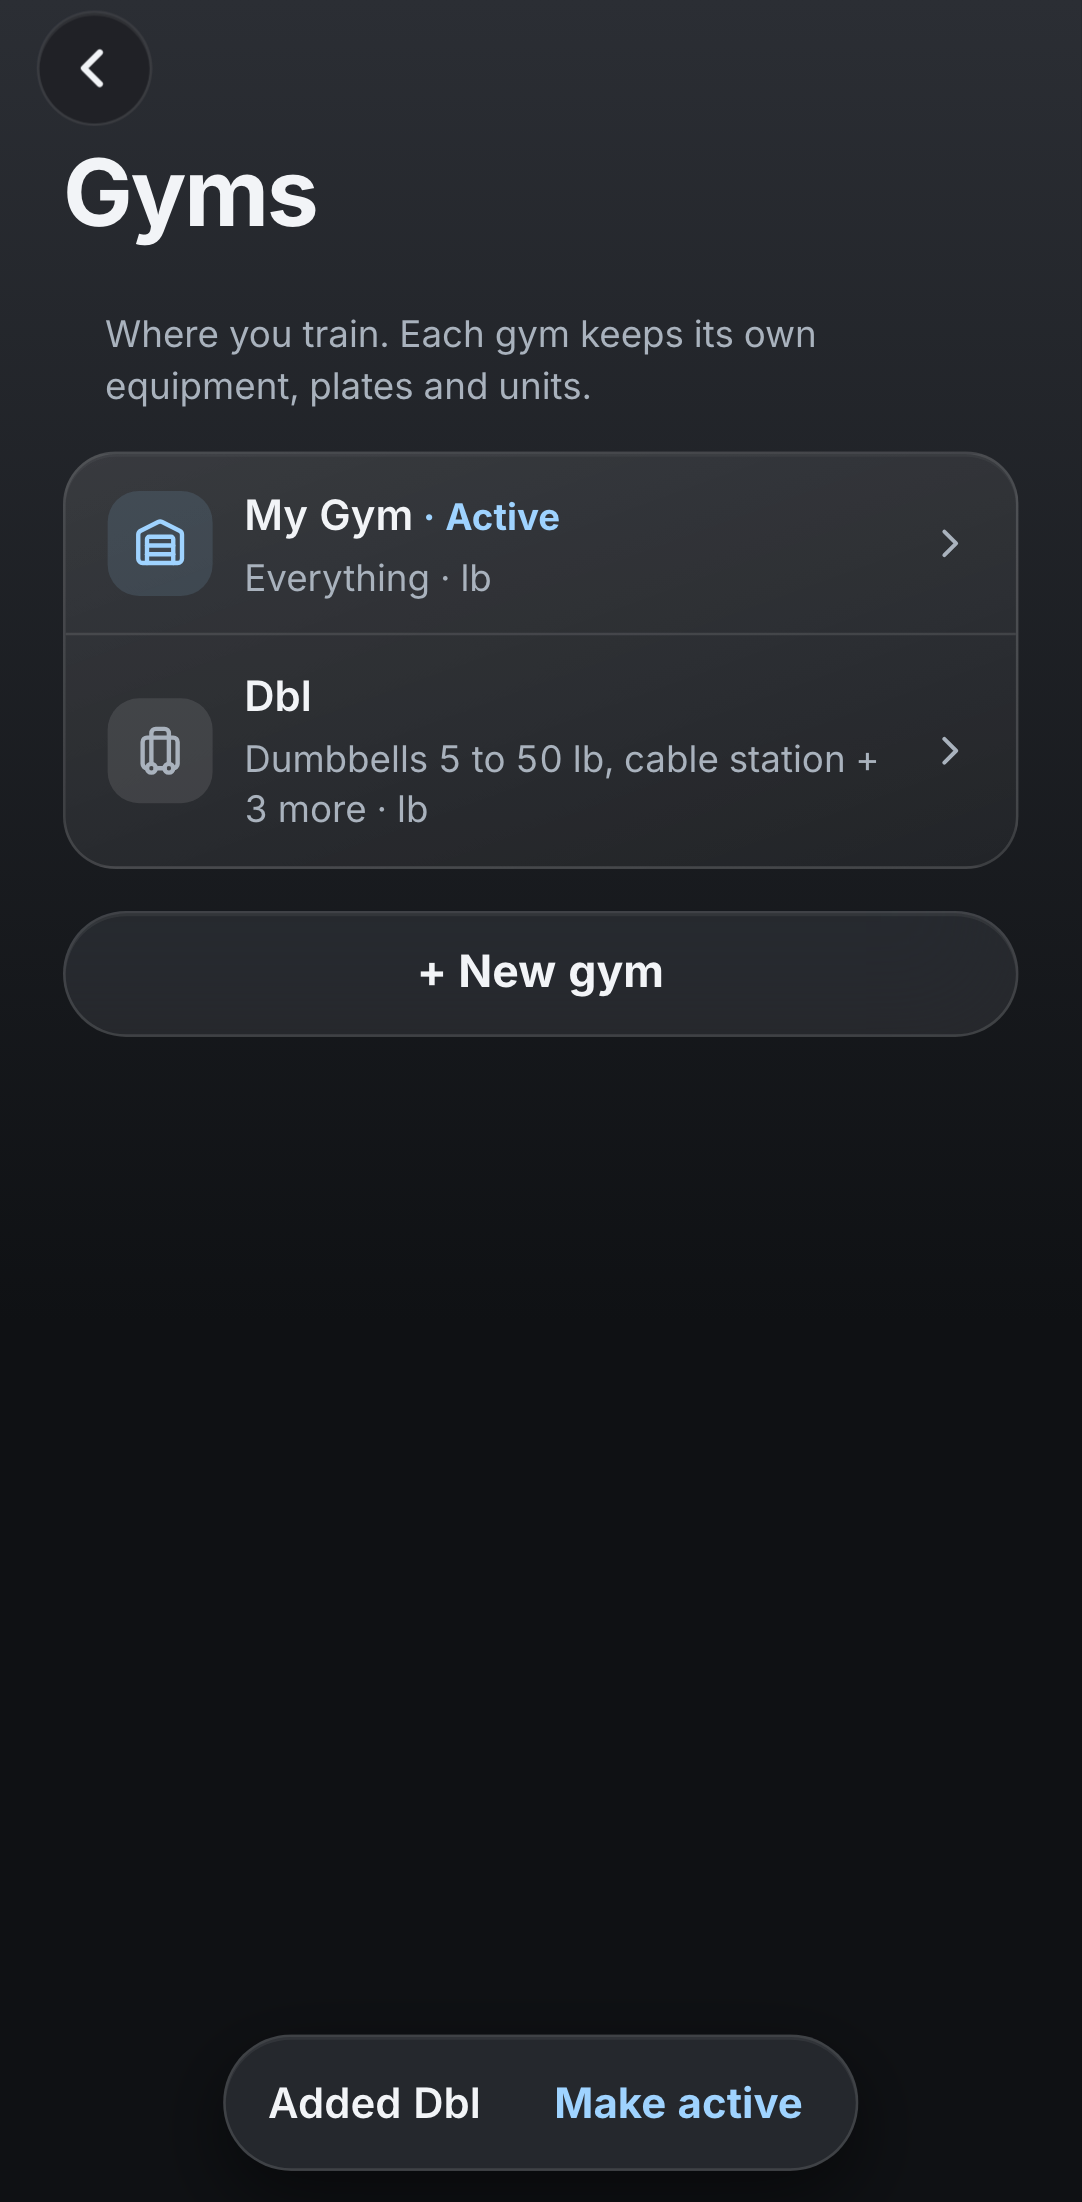 Gyms
Where you train. Each gym keeps its own
equipment, plates and units.
My Gym · Active
Everything · lb
Dbl
Dumbbells 5 to 50 lb, cable station +
3 more · lb
+ New gym
Added Dbl Make active